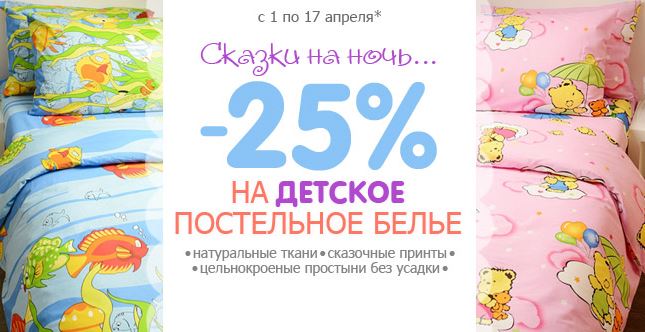 с 1 по 17 апреля*
Сказки на ночь...
-25%
НА ДЕТСКОЕ
ПОСТЕЛЬНОЕ БЕЛЬЕ
•натуральные ткани•сказочные принты•
•цельнокроеные простыни без усадки•